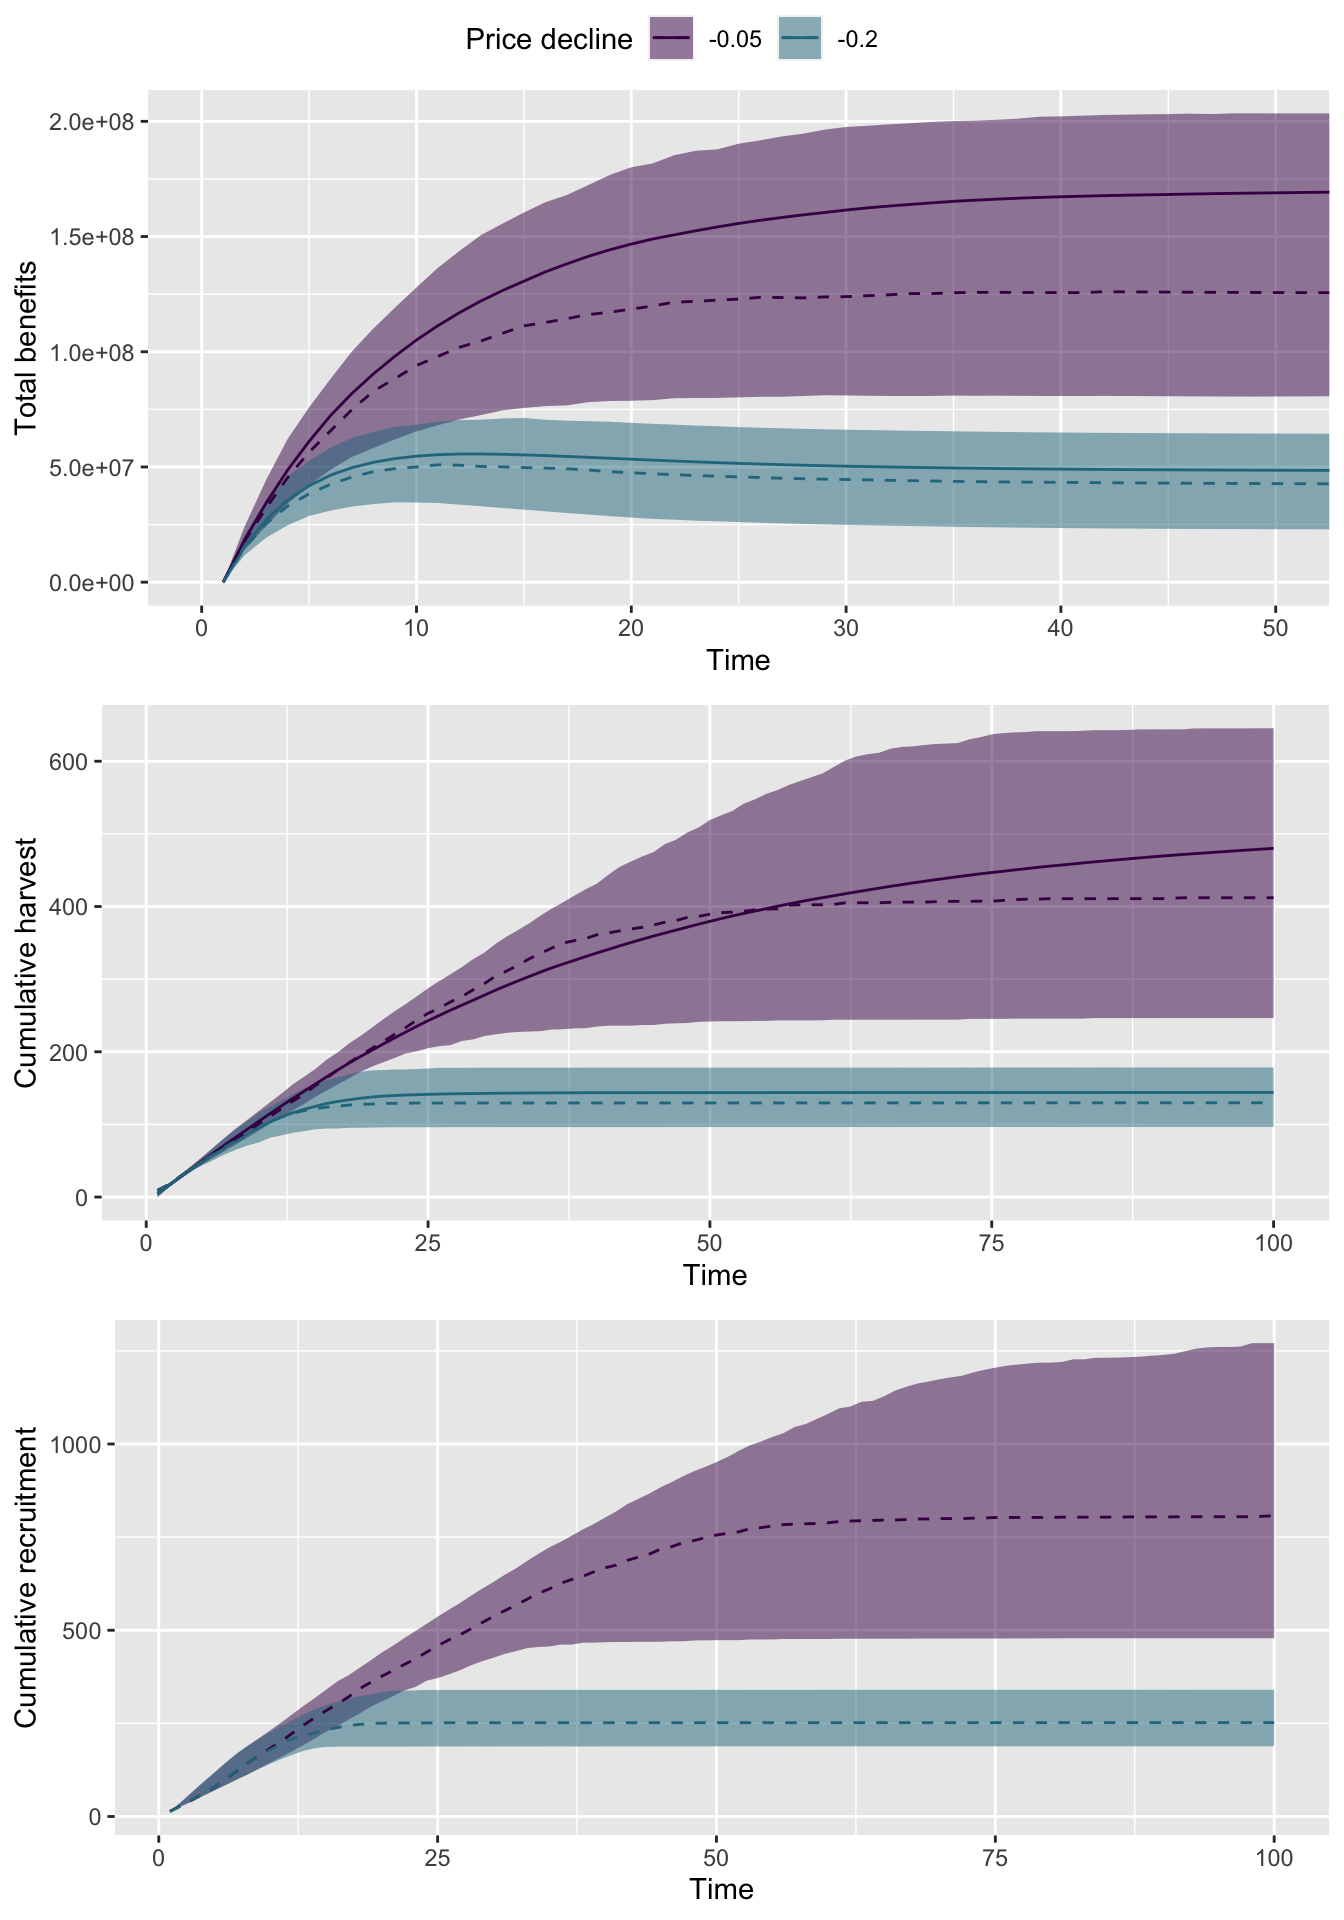 Price decline -0.05 -0.2
Total benefits
2.0e+08
1.5e+08
1.0e+08
5.0e+07
0.0e+00
0 10 20 30 40 50
Time
Cumulative harvest
600
400
200
0
0 25 50 75 100
Time
Cumulative recruitment
1000
500
0
0 25 50 75 100
Time